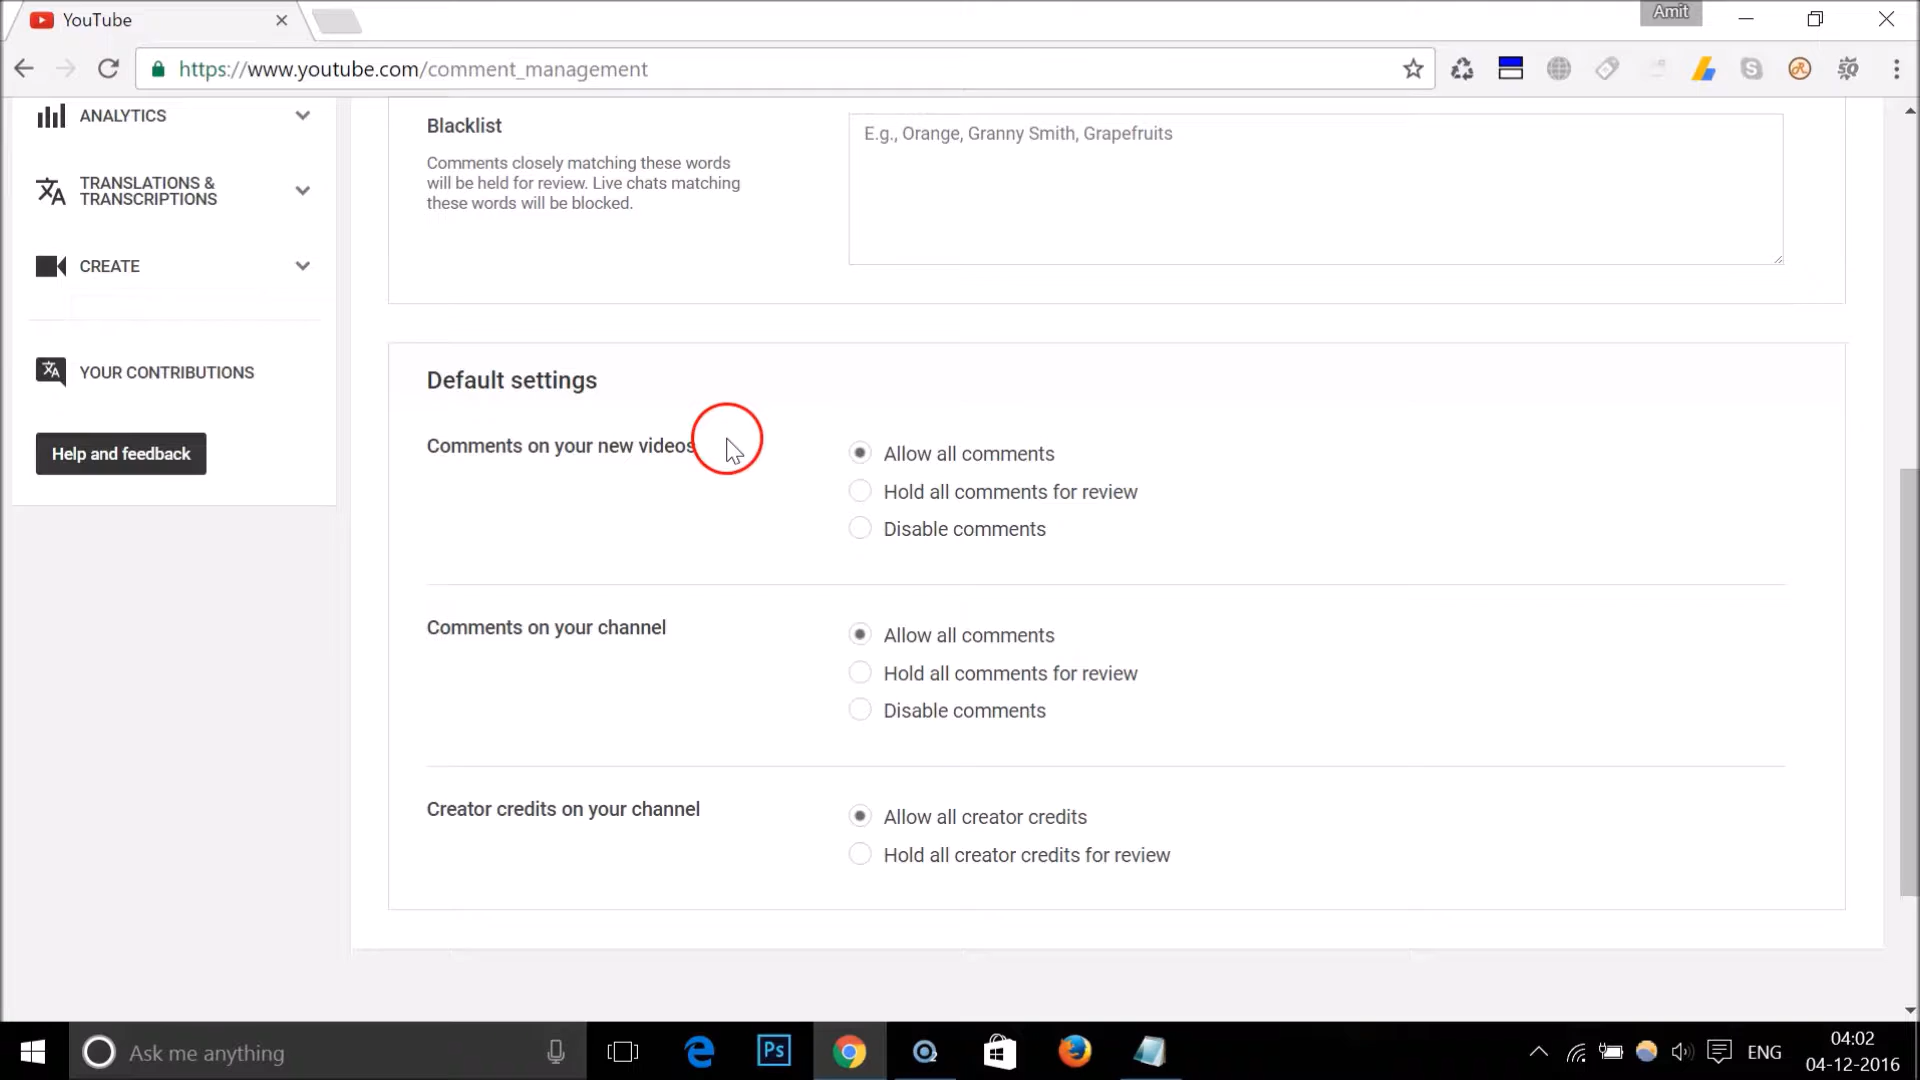 YouTube
Amit
https://www.youtube.com/comment_management
ANALYTICS
TRANSLATIONS &
TRANSCRIPTIONS
CREATE
YOUR CONTRIBUTIONS
Help and feedback
Blacklist
Comments closely matching these words
will be held for review. Live chats matching
these words will be blocked.
E.g., Orange, Granny Smith, Grapefruits
Default settings
Comments on your new videos
Allow all comments
Hold all comments for review
Disable comments
Comments on your channel
Allow all comments
Hold all comments for review
Disable comments
Creator credits on your channel
Allow all creator credits
Hold all creator credits for review
Ask me anything
Ps
ENG
04:02
04-12-2016